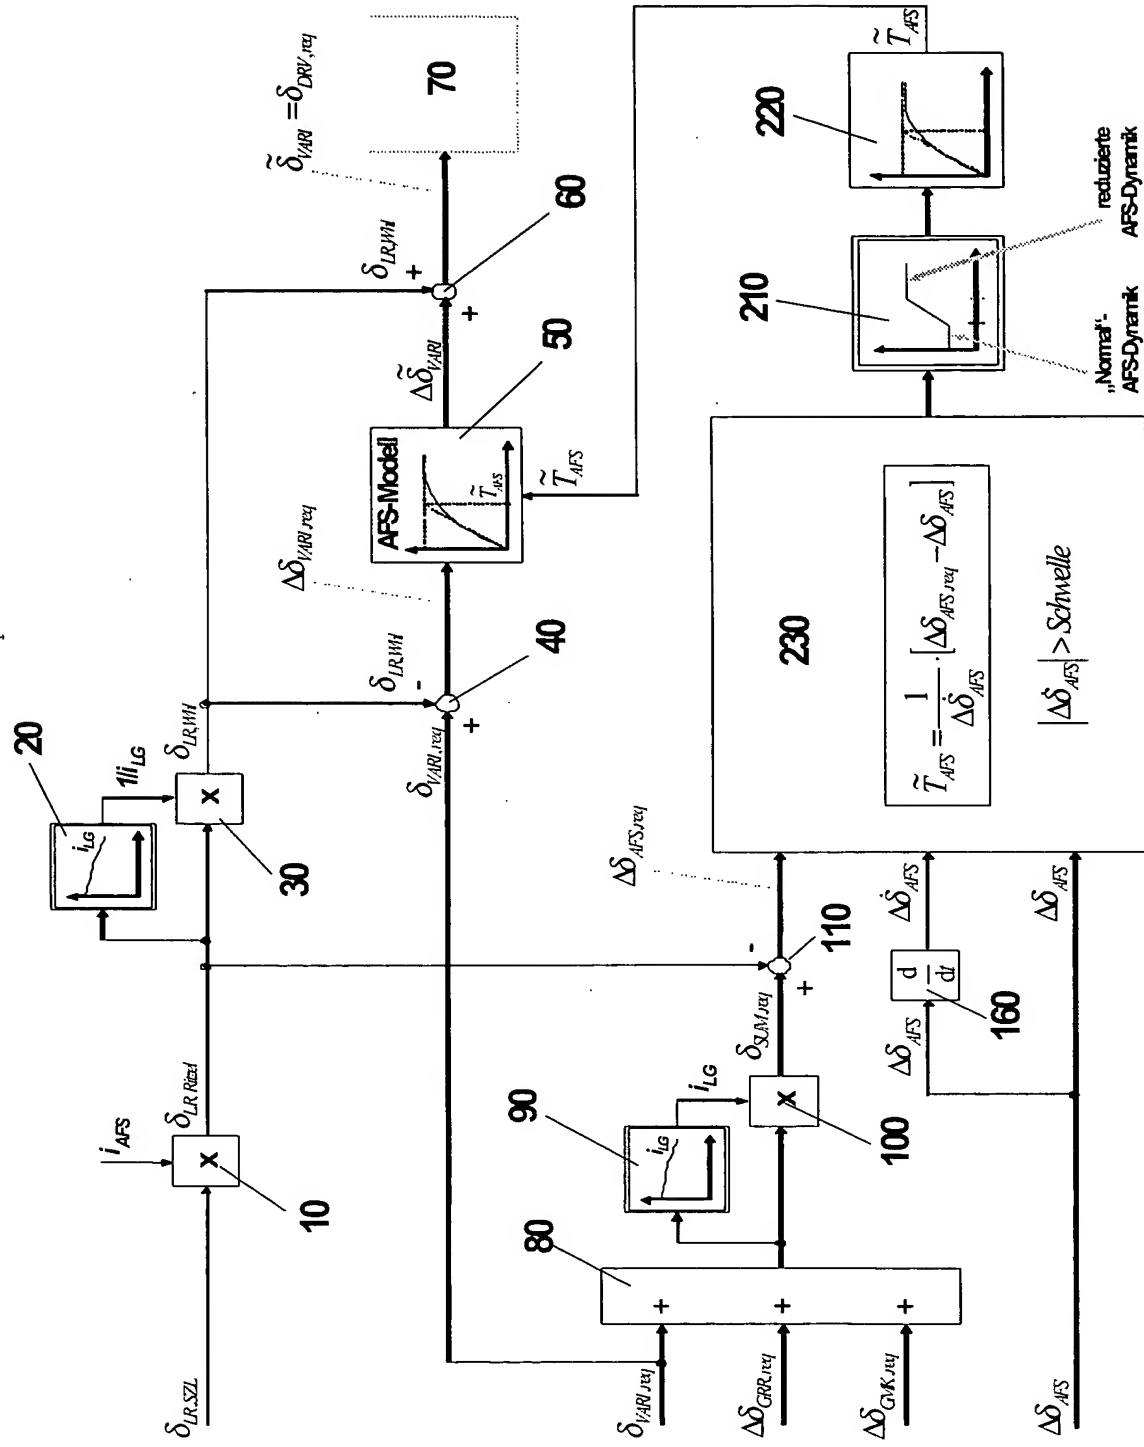 δ_LR,SZL
i_AFS
x
10
δ_LR Ritzel
20
i_LG
1/i_LG
x
30
δ_LR,WH
δ_LR,WH
-
+
40
δ_VARI,req
Δδ_VARI,req
AFS-Modell
T̃_AFS
50
T̃_AFS
Δδ̃_VARI
δ_LR,WH
+
+
60
δ̃_VARI = δ_DRV,req
70
δ_VARI,req
Δδ_GRR,req
Δδ_GMK,req
Δδ_AFS
80
+
+
+
90
i_LG
i_LG
x
100
δ_SUM,req
-
+
110
Δδ_AFS,req
Δδ_AFS
d/dt
160
Δδ̇_AFS
Δδ_AFS
230
T̃_AFS = 1/Δδ̇_AFS · [Δδ_AFS,req − Δδ_AFS]
|Δδ̇_AFS| > Schwelle
210
„Normal“-
AFS-Dynamik
reduzierte
AFS-Dynamik
220
T̃_AFS